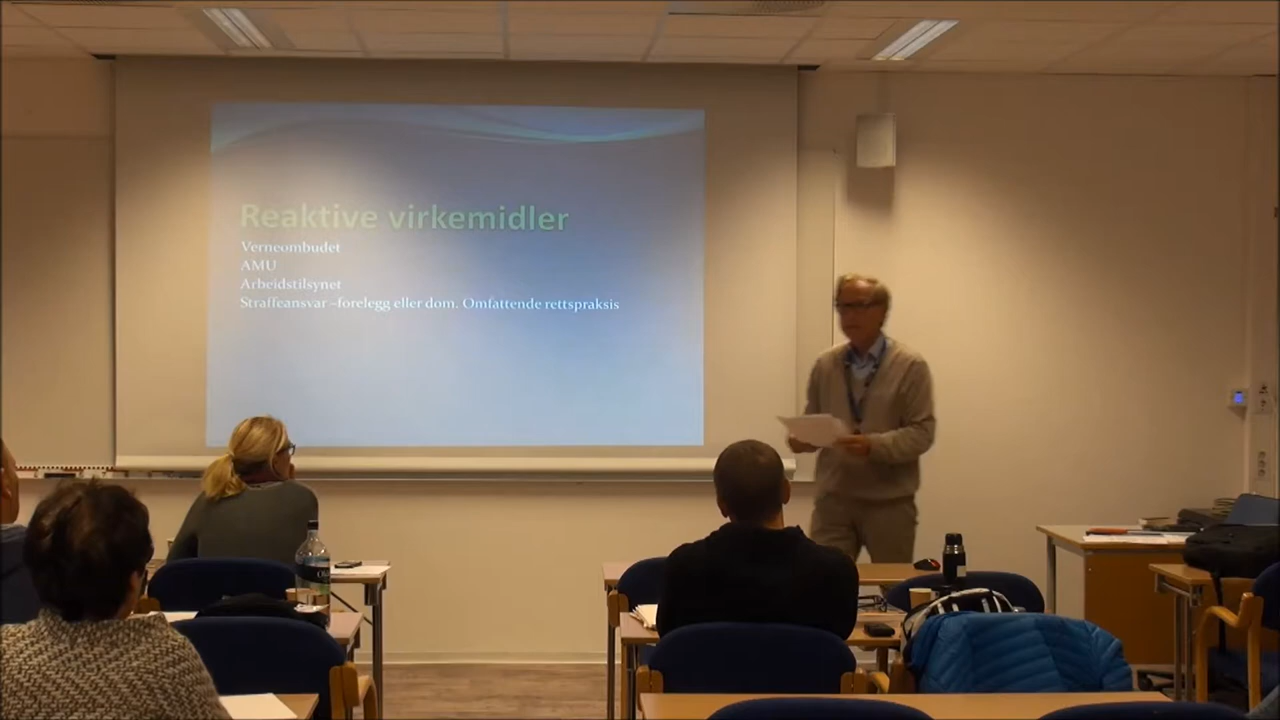 Reaktive virkemidler
Verneombudet
AMU
Arbeidstilsynet
Straffeansvar –forelegg eller dom. Omfattende rettspraksis